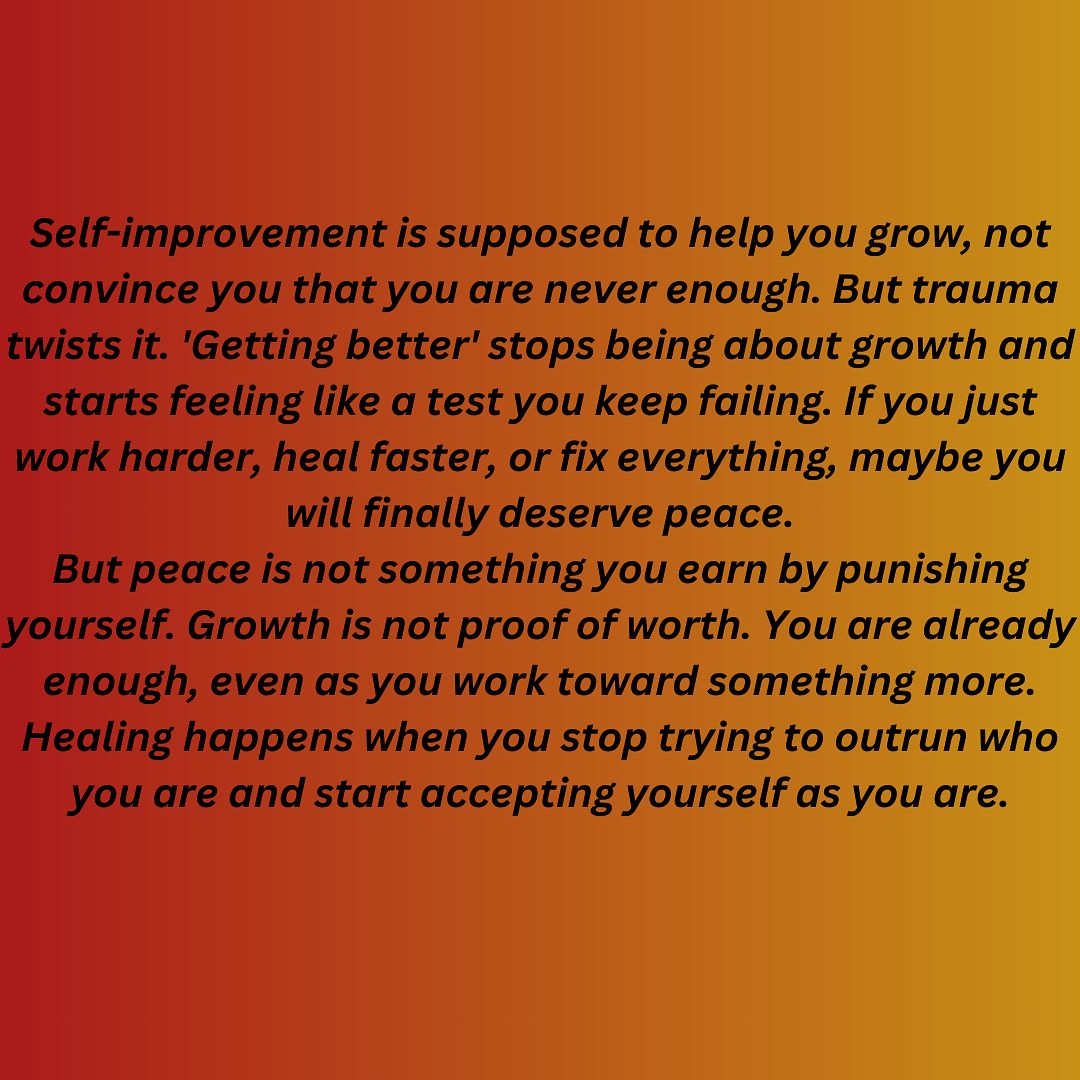 Self-improvement is supposed to help you grow, not
convince you that you are never enough. But trauma
twists it. 'Getting better' stops being about growth and
starts feeling like a test you keep failing. If you just
work harder, heal faster, or fix everything, maybe you
will finally deserve peace.
But peace is not something you earn by punishing
yourself. Growth is not proof of worth. You are already
enough, even as you work toward something more.
Healing happens when you stop trying to outrun who
you are and start accepting yourself as you are.